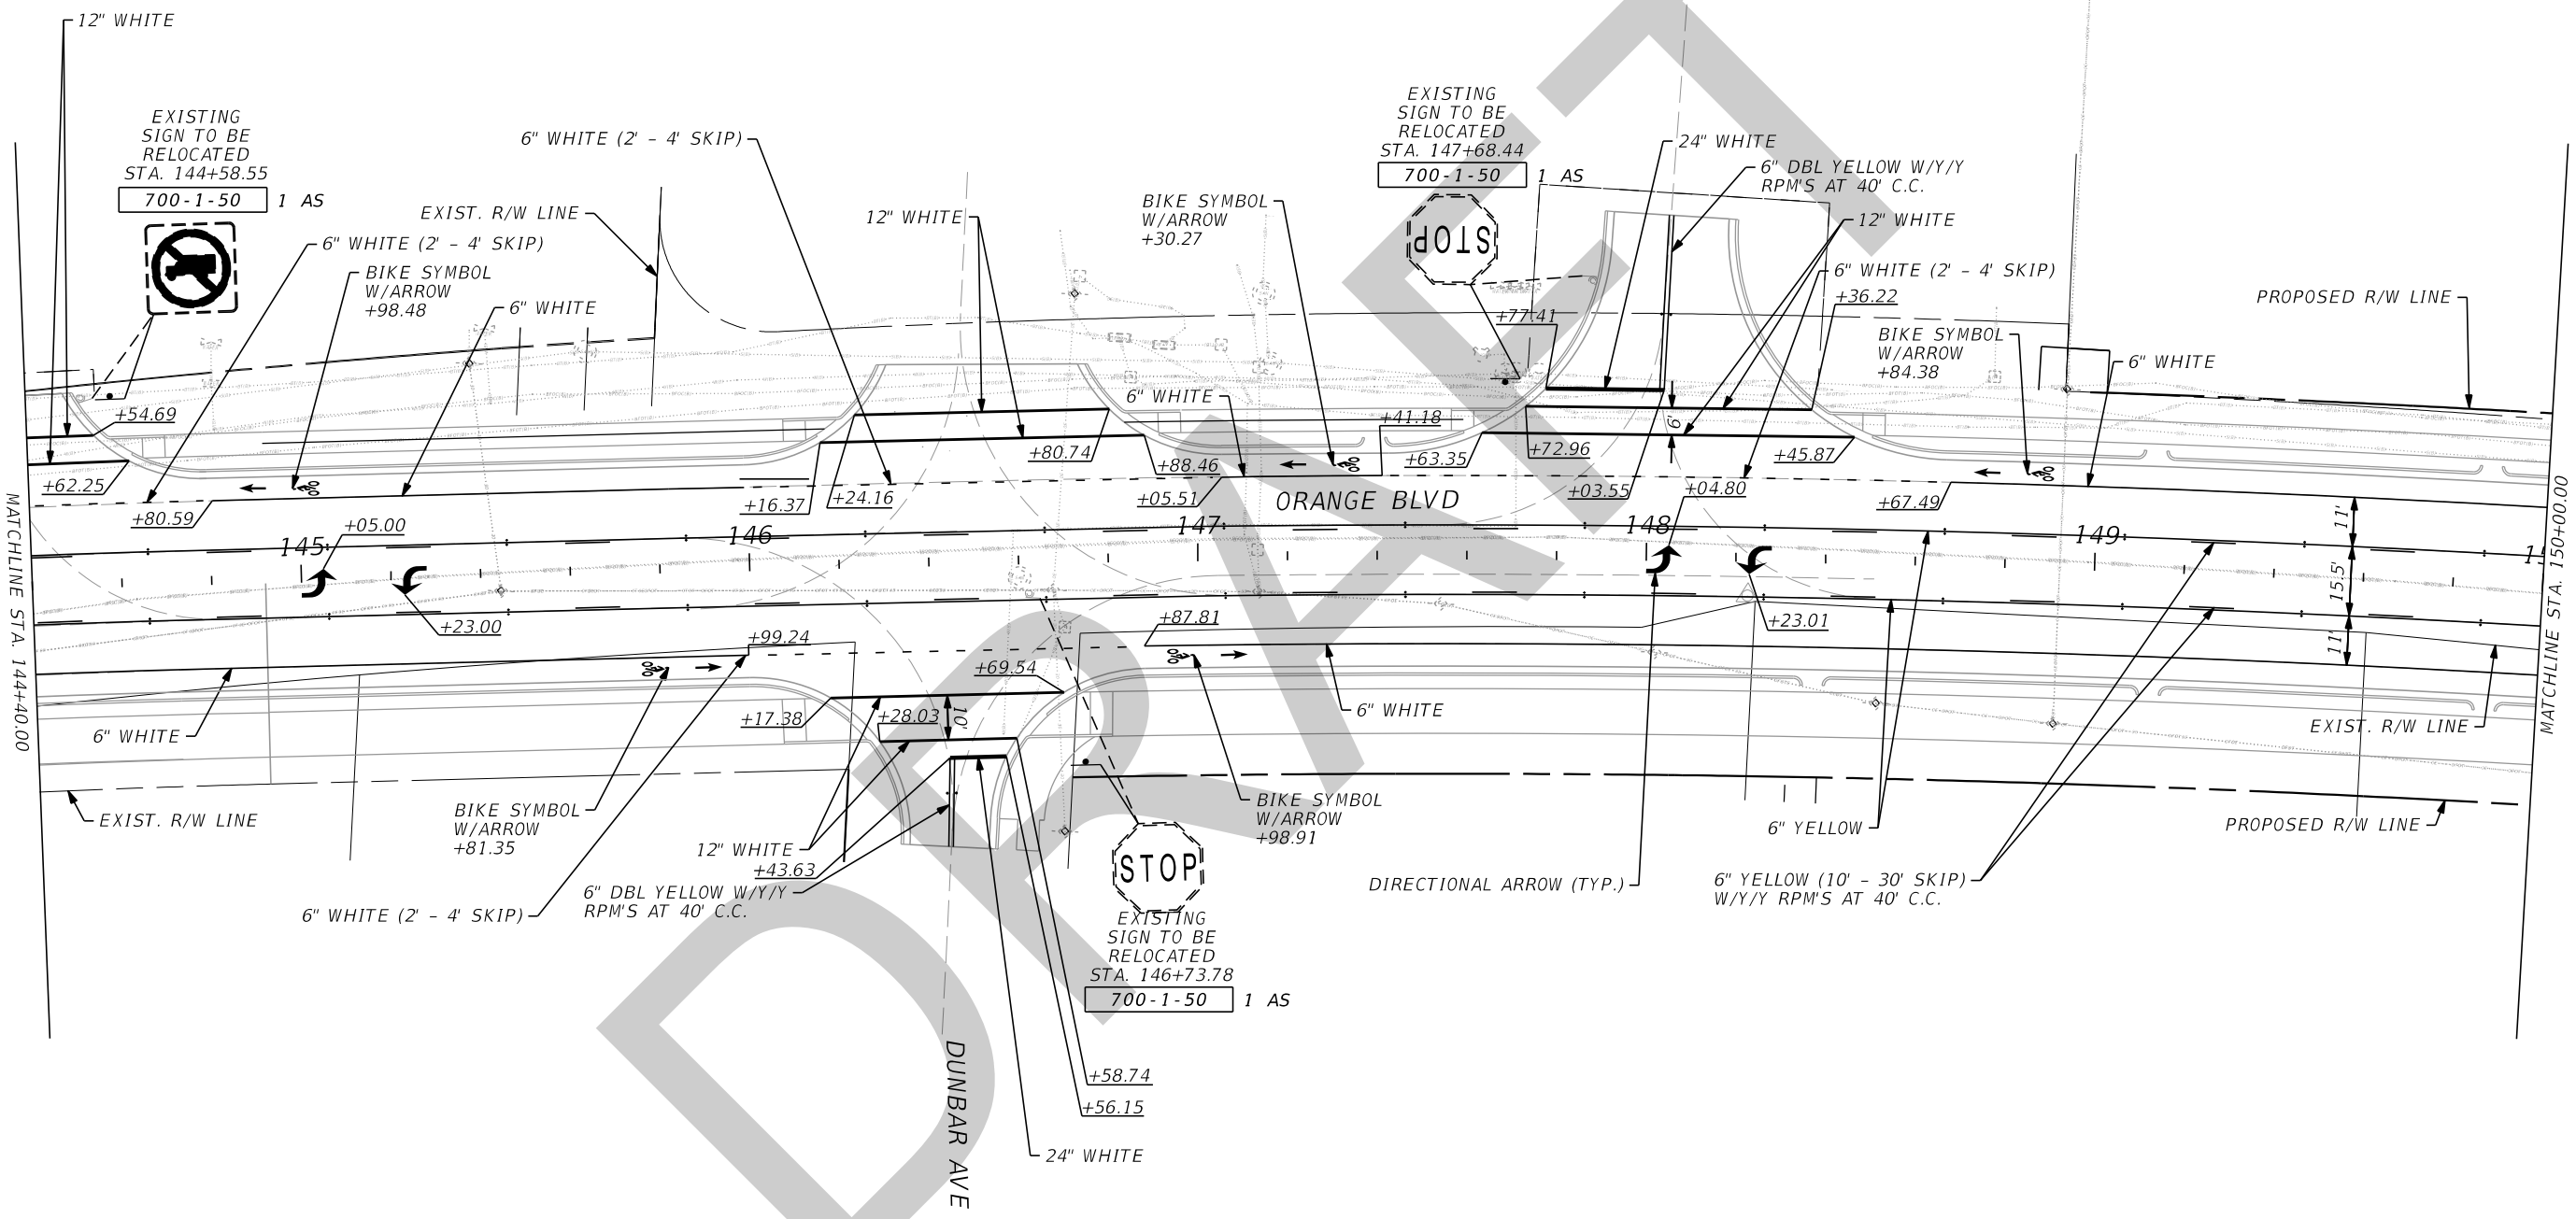 12" WHITE
EXISTING
SIGN TO BE
RELOCATED
STA. 144+58.55
700-1-50 1 AS
6" WHITE (2' – 4' SKIP)
BIKE SYMBOL
W/ARROW
+98.48
6" WHITE
EXIST. R/W LINE
6" WHITE (2' – 4' SKIP)
12" WHITE
BIKE SYMBOL
W/ARROW
+30.27
EXISTING
SIGN TO BE
RELOCATED
STA. 147+68.44
700-1-50 1 AS
STOP
24" WHITE
6" DBL YELLOW W/Y/Y
RPM'S AT 40' C.C.
12" WHITE
6" WHITE (2' – 4' SKIP)
+36.22
BIKE SYMBOL
W/ARROW
+84.38
6" WHITE
PROPOSED R/W LINE
+77.41
6" WHITE
+41.18
6'
+54.69
+62.25
+80.59
+05.00
+16.37
+24.16
+80.74
+88.46
+05.51
+63.35
+72.96
+03.55
+04.80
+45.87
+67.49
ORANGE BLVD
145
146
147
148
149
15
11'
15.5'
11'
MATCHLINE STA. 144+40.00
MATCHLINE STA. 150+00.00
+23.00
+99.24
+87.81
+23.01
+69.54
+17.38
+28.03
10'
6" WHITE
6" WHITE
EXIST. R/W LINE
EXIST. R/W LINE
BIKE SYMBOL
W/ARROW
+81.35
12" WHITE
+43.63
6" DBL YELLOW W/Y/Y
RPM'S AT 40' C.C.
6" WHITE (2' – 4' SKIP)
BIKE SYMBOL
W/ARROW
+98.91
STOP
EXISTING
SIGN TO BE
RELOCATED
STA. 146+73.78
700-1-50 1 AS
6" YELLOW
PROPOSED R/W LINE
DIRECTIONAL ARROW (TYP.)
6" YELLOW (10' – 30' SKIP)
W/Y/Y RPM'S AT 40' C.C.
+58.74
+56.15
24" WHITE
DUNBAR AVE
DRAFT